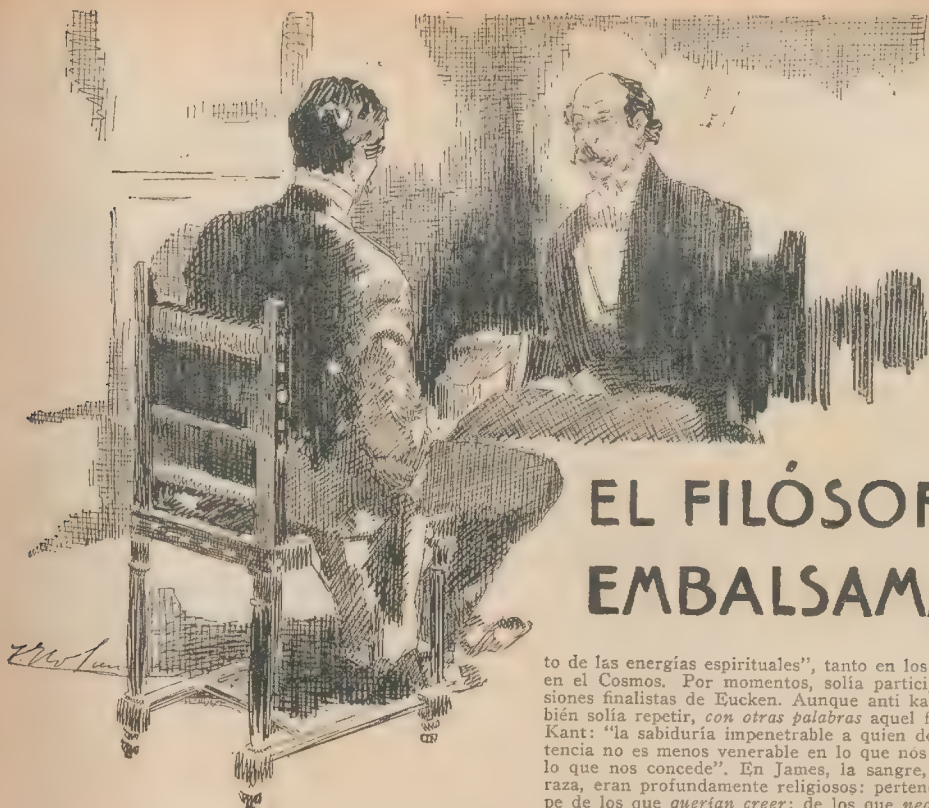 EL FILÓSOF
EMBALSAMA
to de las energías espirituales", tanto en los
en el Cosmos. Por momentos, solía partici
siones finalistas de Eucken. Aunque anti ka
bién solía repetir, con otras palabras aquel f
Kant: "la sabiduría impenetrable a quien de
tencia no es menos venerable en lo que nos
lo que nos concede". En James, la sangre,
raza, eran profundamente religiosos: perten
pe de los que querían creer; de los que nec